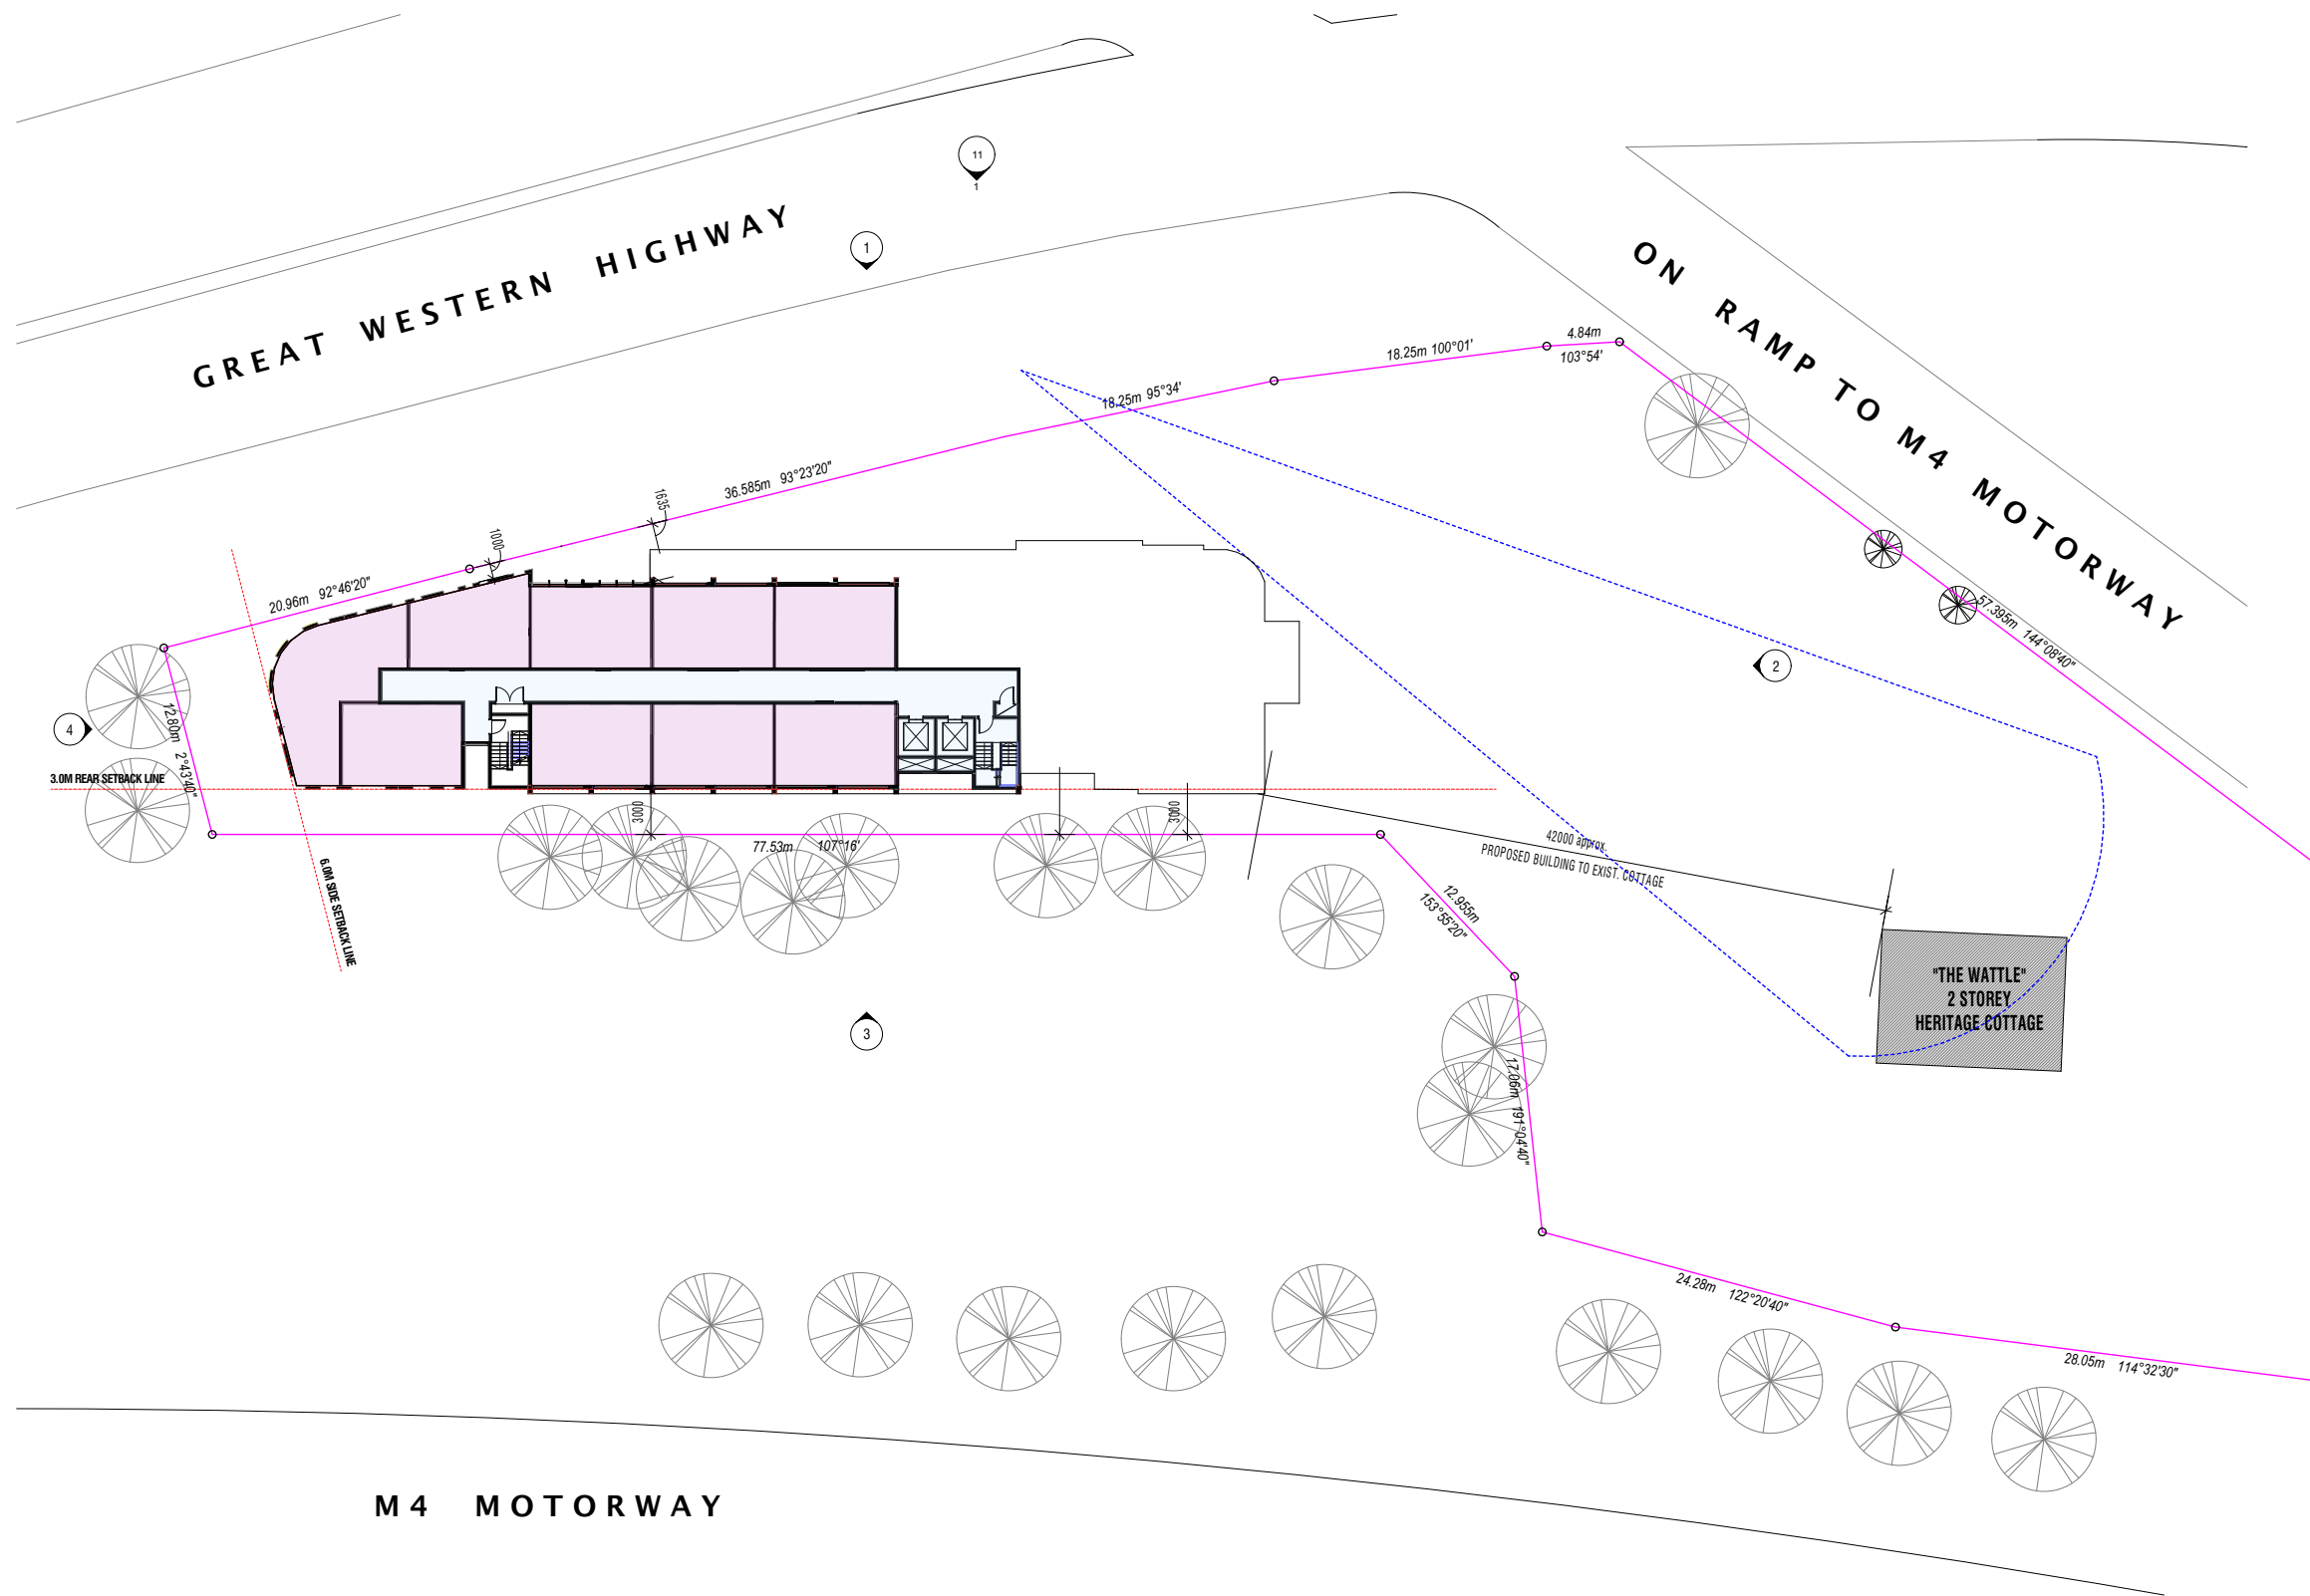 11
1
1
GREAT WESTERN HIGHWAY
ON RAMP TO M4 MOTORWAY
4.84m
103°54'
18.25m 100°01'
18.25m 95°34'
36.585m 93°23'20"
1635
1000
20.96m 92°46'20"
57.395m 144°08'40"
2
4
12.80m 2°43'40"
3.0M REAR SETBACK LINE
6.0M SIDE SETBACK LINE
3000
3000
77.53m 107°16'
42000 approx.
PROPOSED BUILDING TO EXIST. COTTAGE
12.955m
153°55'20"
"THE WATTLE"
2 STOREY
HERITAGE COTTAGE
3
17.06m 191°04'40"
24.28m 122°20'40"
28.05m 114°32'30"
M4 MOTORWAY